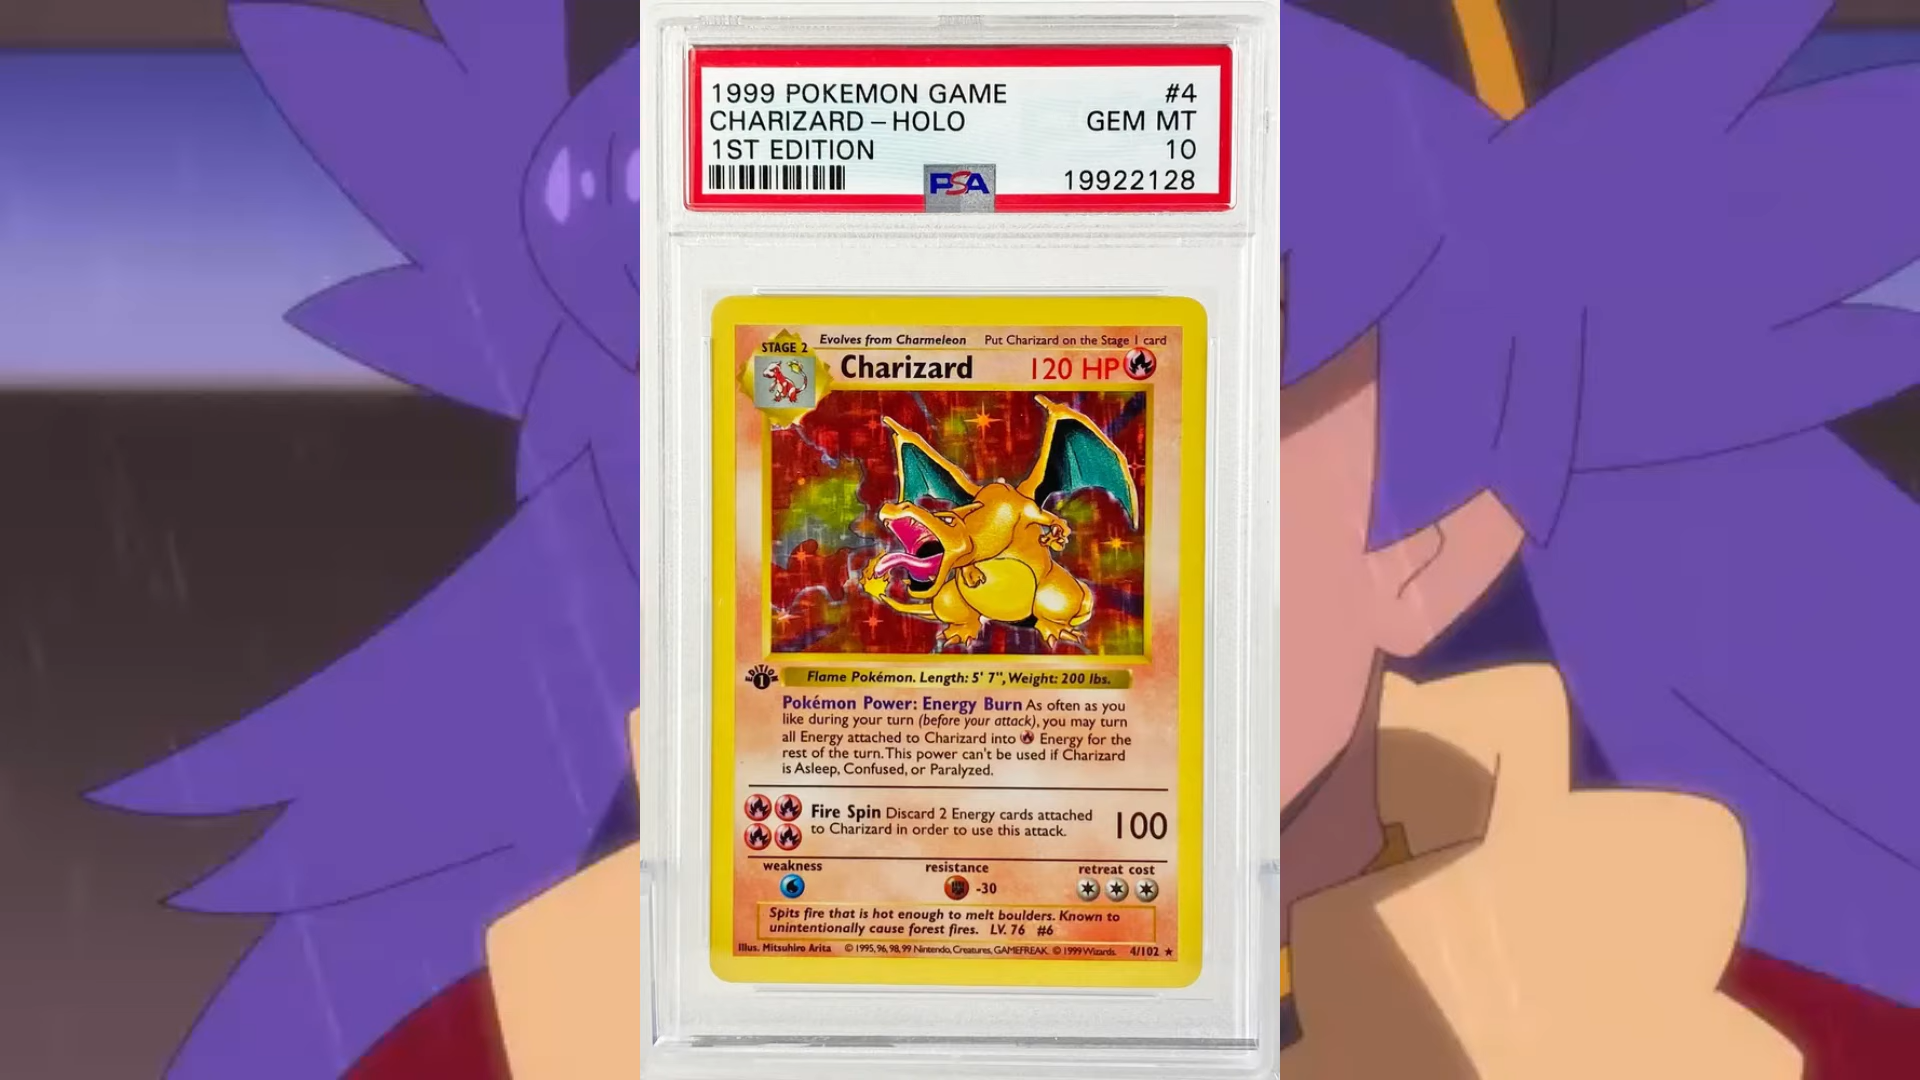 1999 POKEMON GAME #4
CHARIZARD – HOLO GEM MT
1ST EDITION 10
PSA 19922128
Evolves from Charmeleon Put Charizard on the Stage 1 card
STAGE 2
Charizard 120 HP
EDITION 1
Flame Pokémon. Length: 5' 7", Weight: 200 lbs.
Pokémon Power: Energy Burn As often as you
like during your turn (before your attack), you may turn
all Energy attached to Charizard into Energy for the
rest of the turn. This power can't be used if Charizard
is Asleep, Confused, or Paralyzed.
Fire Spin Discard 2 Energy cards attached
to Charizard in order to use this attack.
100
weakness resistance retreat cost
-30
Spits fire that is hot enough to melt boulders. Known to
unintentionally cause forest fires. LV. 76 #6
Illus. Mitsuhiro Arita © 1995, 96, 98, 99 Nintendo, Creatures, GAMEFREAK. © 1999 Wizards. 4/102 ★